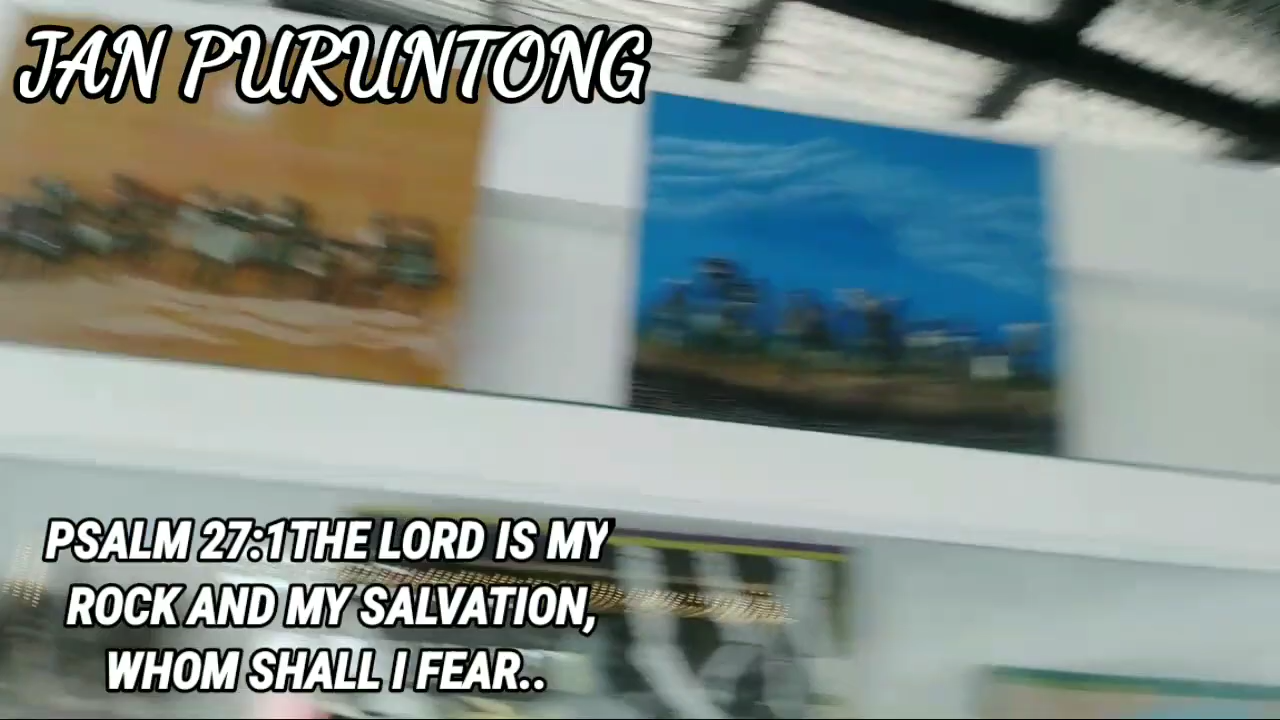 JAN PURUNTONG
PSALM 27:1THE LORD IS MY
ROCK AND MY SALVATION,
WHOM SHALL I FEAR..